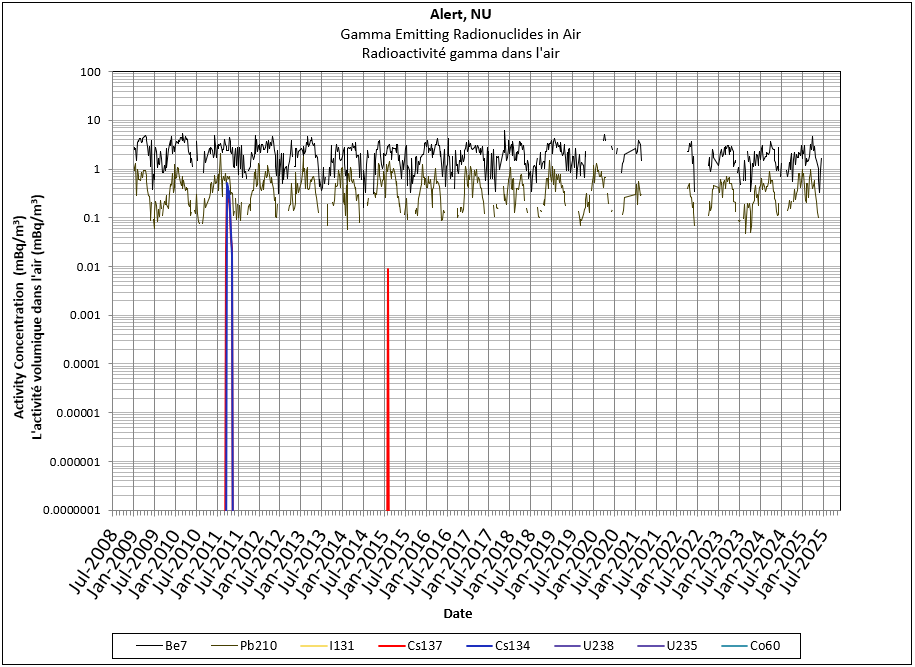 Alert, NU
Gamma Emitting Radionuclides in Air
Radioactivité gamma dans l'air
Activity Concentration (mBq/m³)
L'activité volumique dans l'air (mBq/m³)
100
10
1
0.1
0.01
0.001
0.0001
0.00001
0.000001
0.0000001
Jul-2008
Jan-2009
Jul-2009
Jan-2010
Jul-2010
Jan-2011
Jul-2011
Jan-2012
Jul-2012
Jan-2013
Jul-2013
Jan-2014
Jul-2014
Jan-2015
Jul-2015
Jan-2016
Jul-2016
Jan-2017
Jul-2017
Jan-2018
Jul-2018
Jan-2019
Jul-2019
Jan-2020
Jul-2020
Jan-2021
Jul-2021
Jan-2022
Jul-2022
Jan-2023
Jul-2023
Jan-2024
Jul-2024
Jan-2025
Jul-2025
Date
Be7 Pb210 I131 Cs137 Cs134 U238 U235 Co60